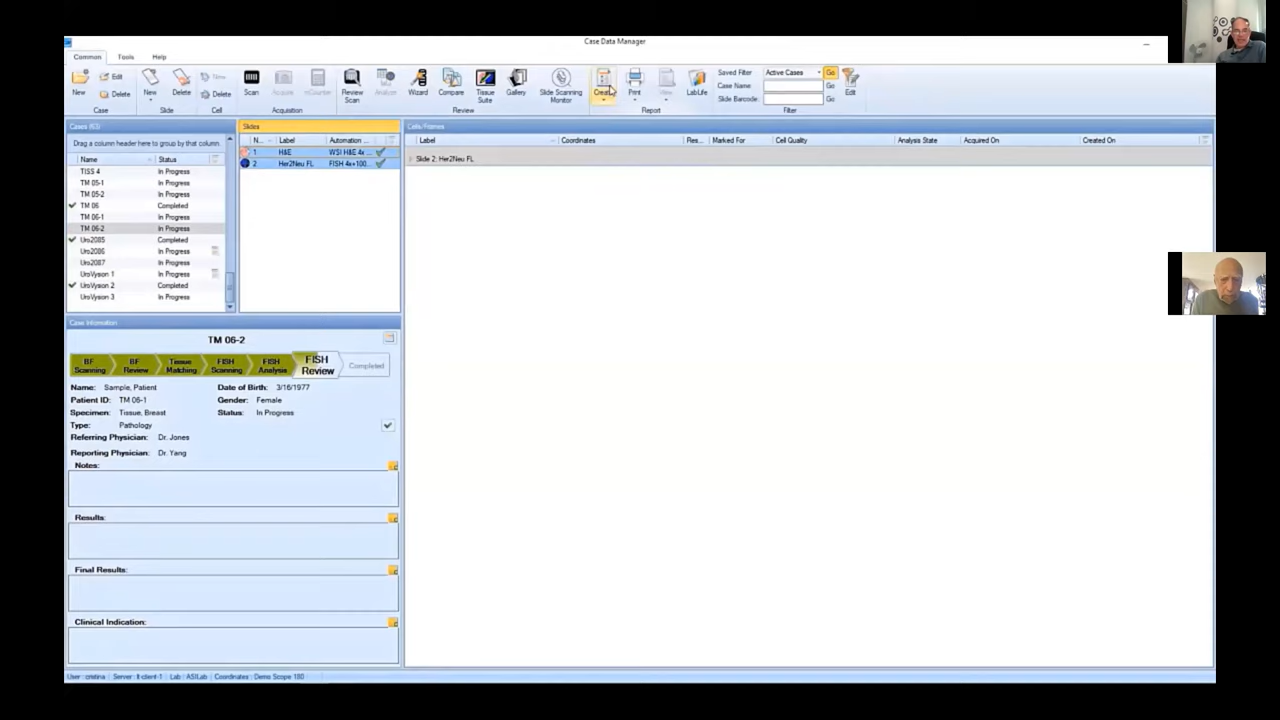 Case Data Manager
Common Tools Help
New Edit Delete
Case
New Delete
Slide
New Delete
Cell
Scan Acquire mCounter
Acquisition
Review Scan Analyze Wizard Compare Tissue Suite Gallery Slide Scanning Monitor
Review
Create Print View LabLife
Report
Saved Filter Active Cases Go
Case Name: Go
Slide Barcode: Go
Edit
Filter
Cases (63)
Drag a column header here to group by that column.
Name Status
TISS 4 In Progress
TM 05-1 In Progress
TM 05-2 In Progress
TM 06 Completed
TM 06-1 In Progress
TM 06-2 In Progress
Uro2085 Completed
Uro2086 In Progress
Uro2087 In Progress
UroVysion 1 In Progress
UroVysion 2 Completed
UroVysion 3 In Progress
Slides
N... Label Automation ...
1 H&E WSI H&E 4x ...
2 Her2Neu FL FISH 4x+100...
Cells/Frames
Label Coordinates Res... Marked For Cell Quality Analysis State Acquired On Created On
Slide 2: Her2Neu FL
Case Information
TM 06-2
BF Scanning BF Review Tissue Matching FISH Scanning FISH Analysis FISH Review Completed
Name: Sample, Patient Date of Birth: 3/16/1977
Patient ID: TM 06-1 Gender: Female
Specimen: Tissue, Breast Status: In Progress
Type: Pathology
Referring Physician: Dr. Jones
Reporting Physician: Dr. Yang
Notes:
Results:
Final Results:
Clinical Indication:
User: cristina Server: lt-client-1 Lab: ASILab Coordinates: Demo Scope 180